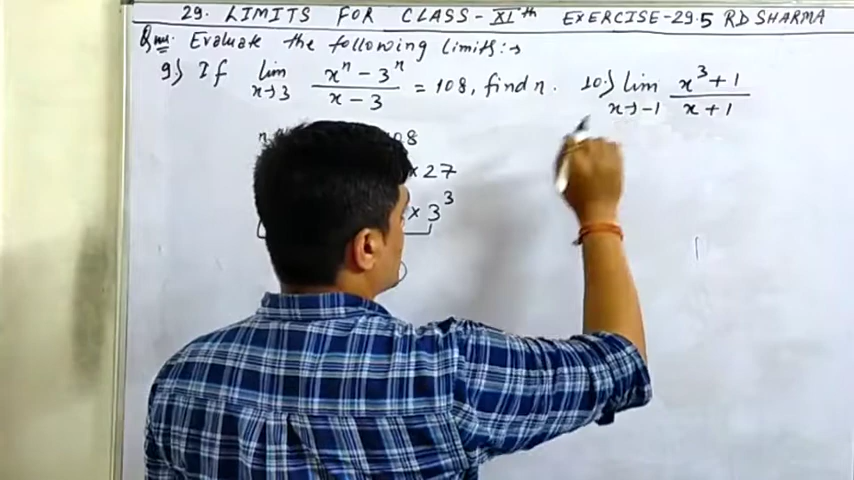 29. LIMITS FOR CLASS-XIth EXERCISE-29.5 RD SHARMA
Ques. Evaluate the following limits:→
9.) If lim x→3 (x^n - 3^n)/(x - 3) = 108, find n. 10.) lim x→-1 (x^3 + 1)/(x + 1)
08
× 27
× 3^3